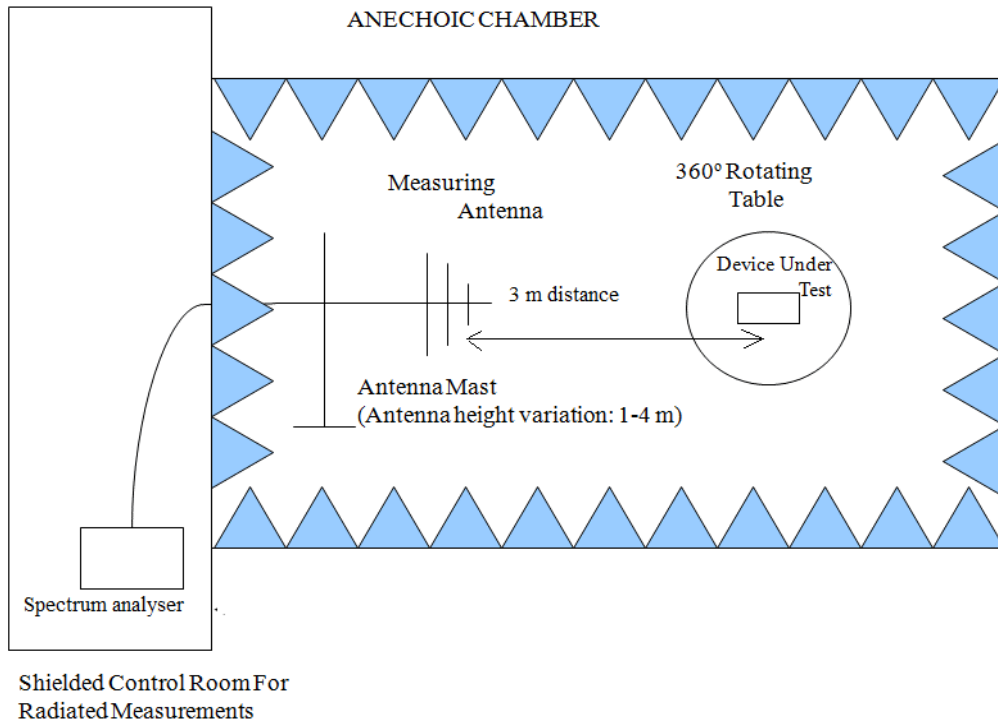 ANECHOIC CHAMBER
360º Rotating
Table
Measuring
Antenna
Device Under
Test
3 m distance
Antenna Mast
(Antenna height variation: 1-4 m)
Spectrum analyser
Shielded Control Room For
Radiated Measurements